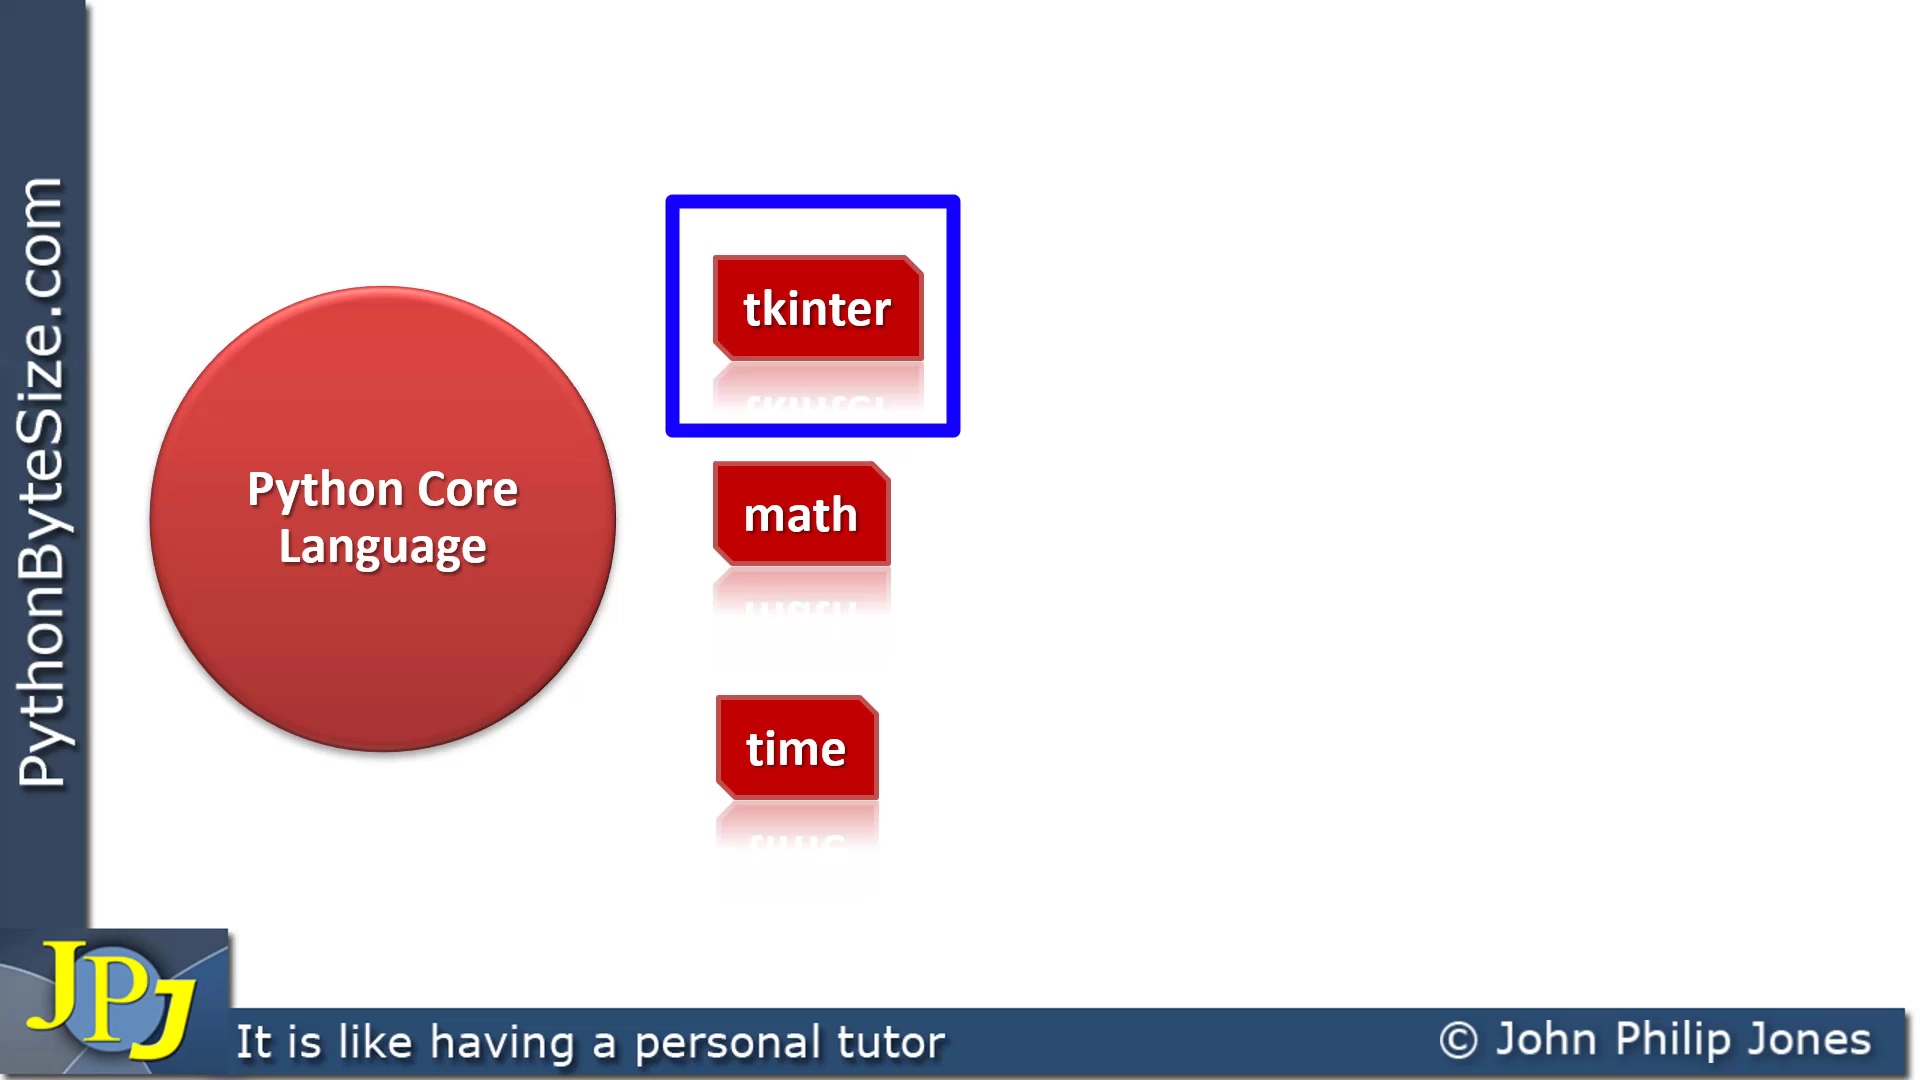 PythonByteSize.com
Python Core
Language
tkinter
math
time
JPJ
It is like having a personal tutor
© John Philip Jones